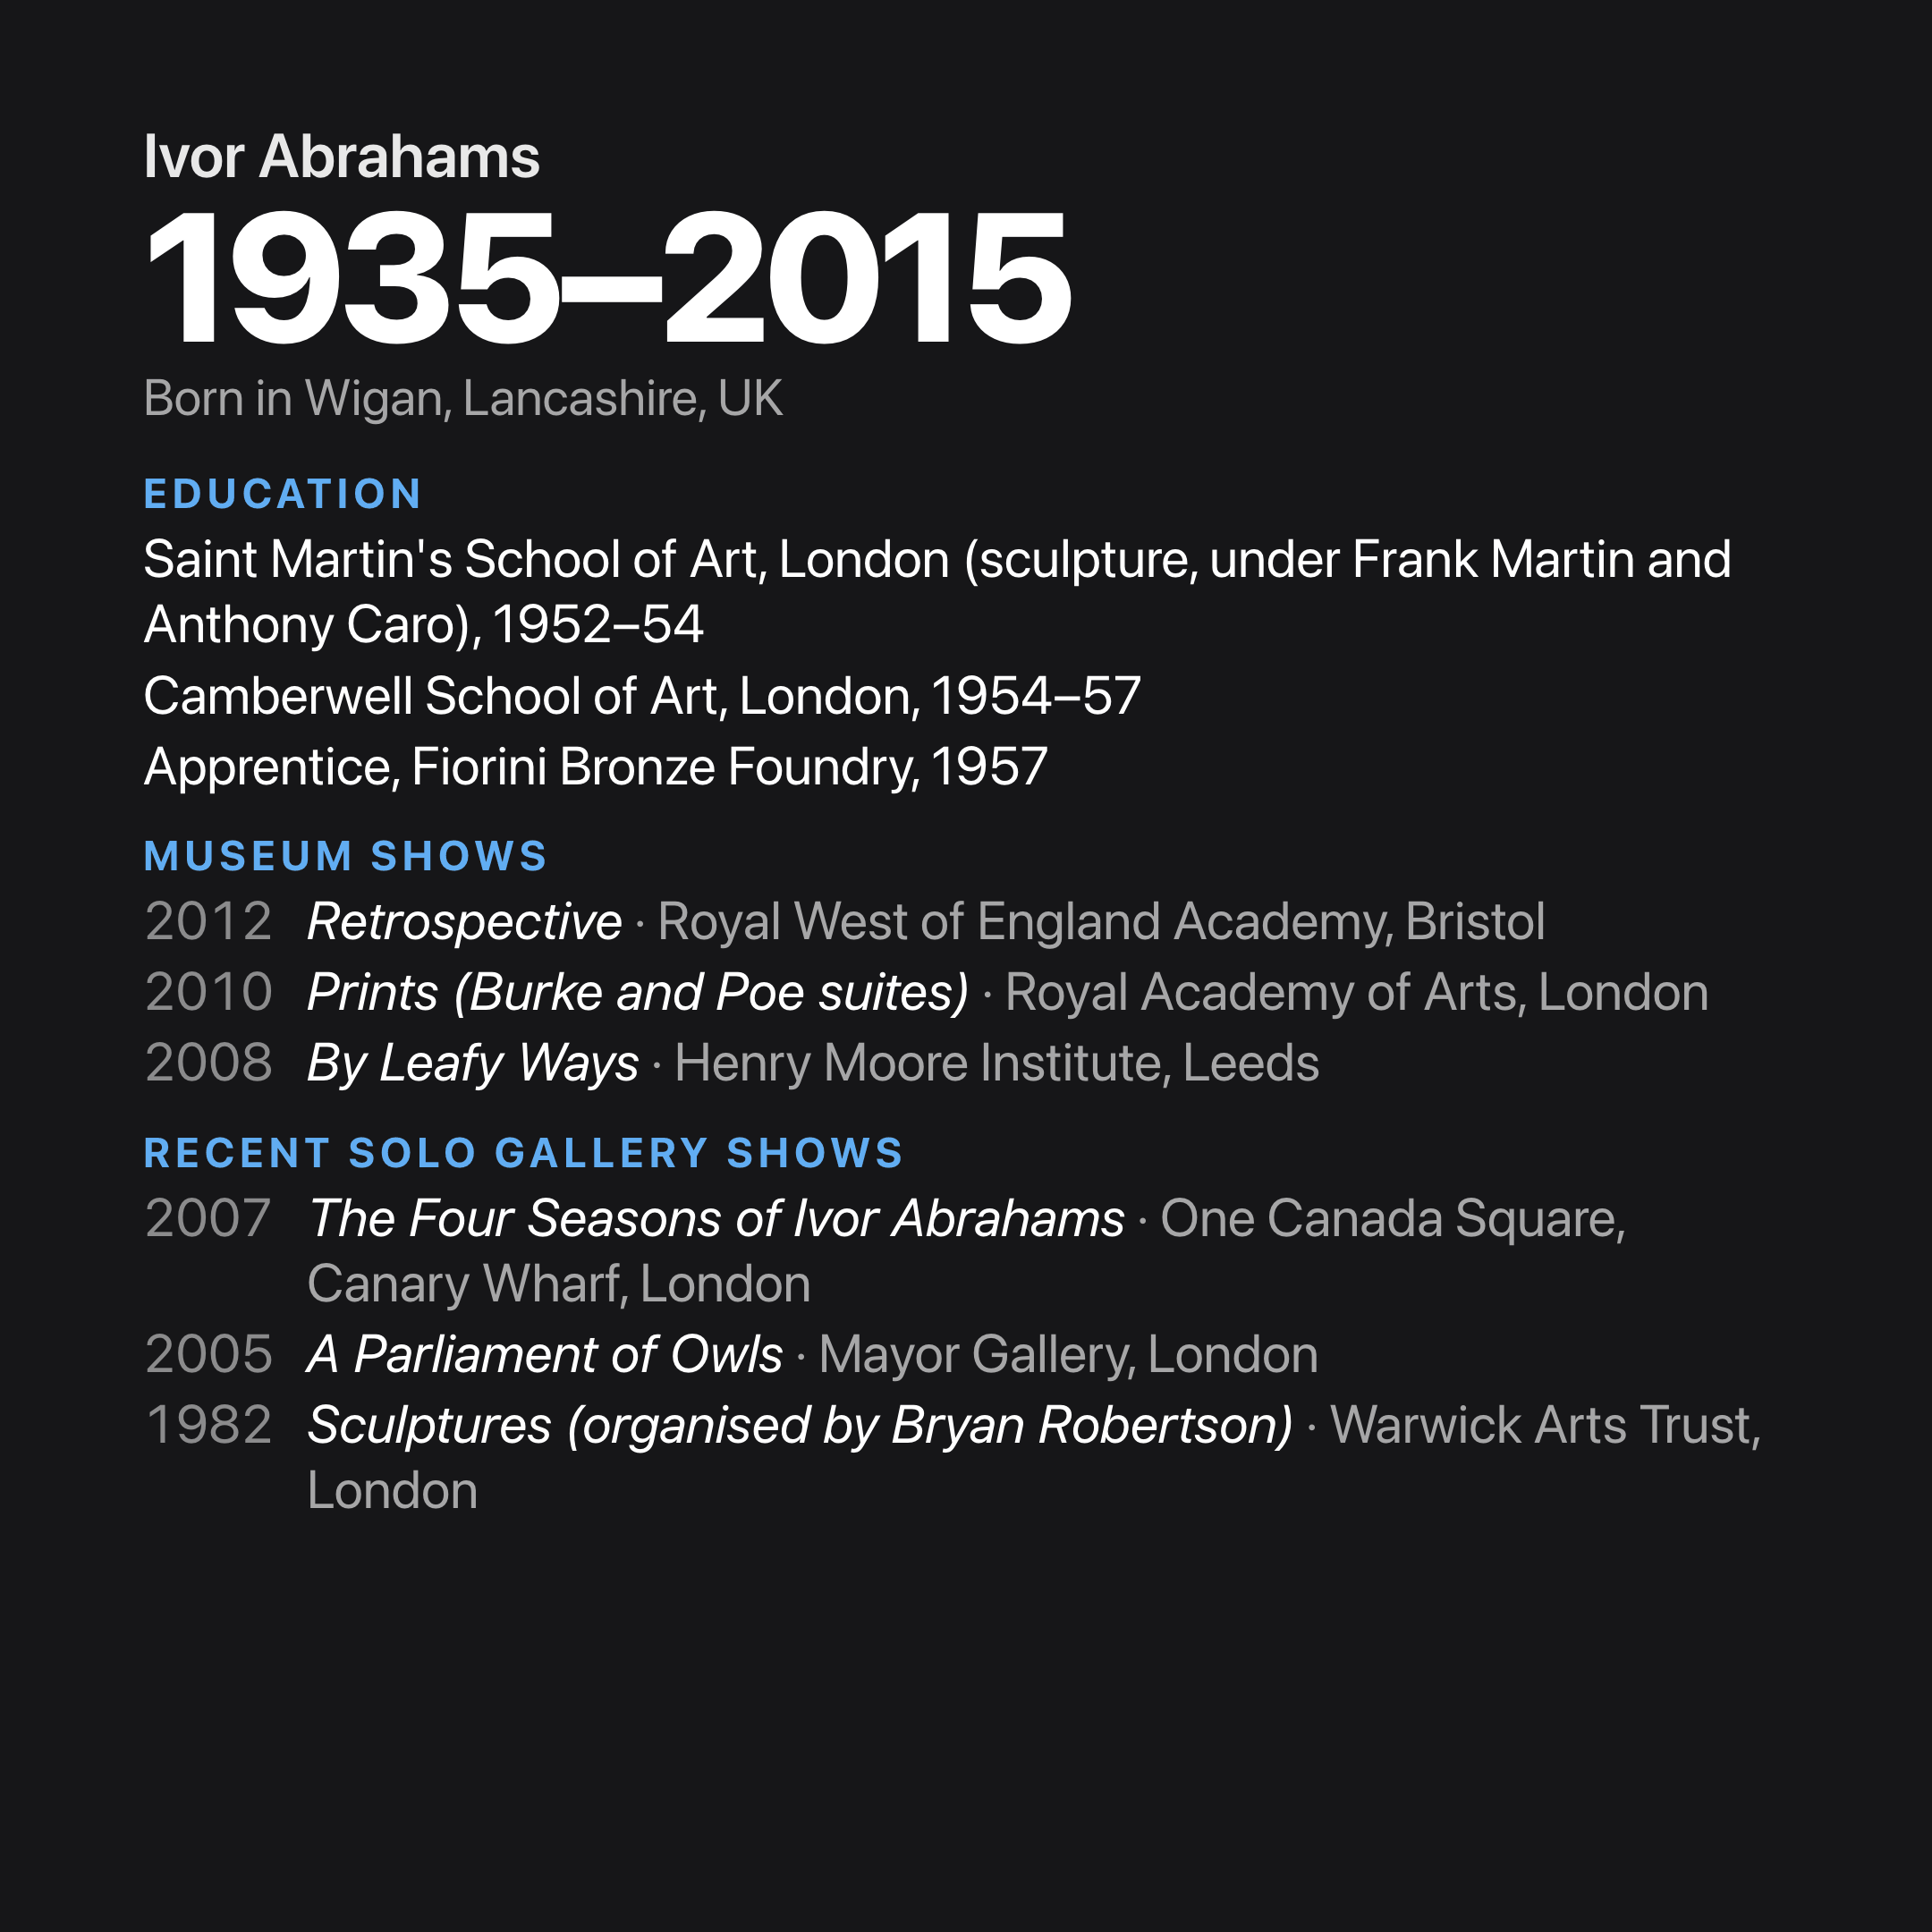 Ivor Abrahams
1935–2015
Born in Wigan, Lancashire, UK
EDUCATION
Saint Martin's School of Art, London (sculpture, under Frank Martin and
Anthony Caro), 1952–54
Camberwell School of Art, London, 1954–57
Apprentice, Fiorini Bronze Foundry, 1957
MUSEUM SHOWS
2012 Retrospective · Royal West of England Academy, Bristol
2010 Prints (Burke and Poe suites) · Royal Academy of Arts, London
2008 By Leafy Ways · Henry Moore Institute, Leeds
RECENT SOLO GALLERY SHOWS
2007 The Four Seasons of Ivor Abrahams · One Canada Square,
Canary Wharf, London
2005 A Parliament of Owls · Mayor Gallery, London
1982 Sculptures (organised by Bryan Robertson) · Warwick Arts Trust,
London